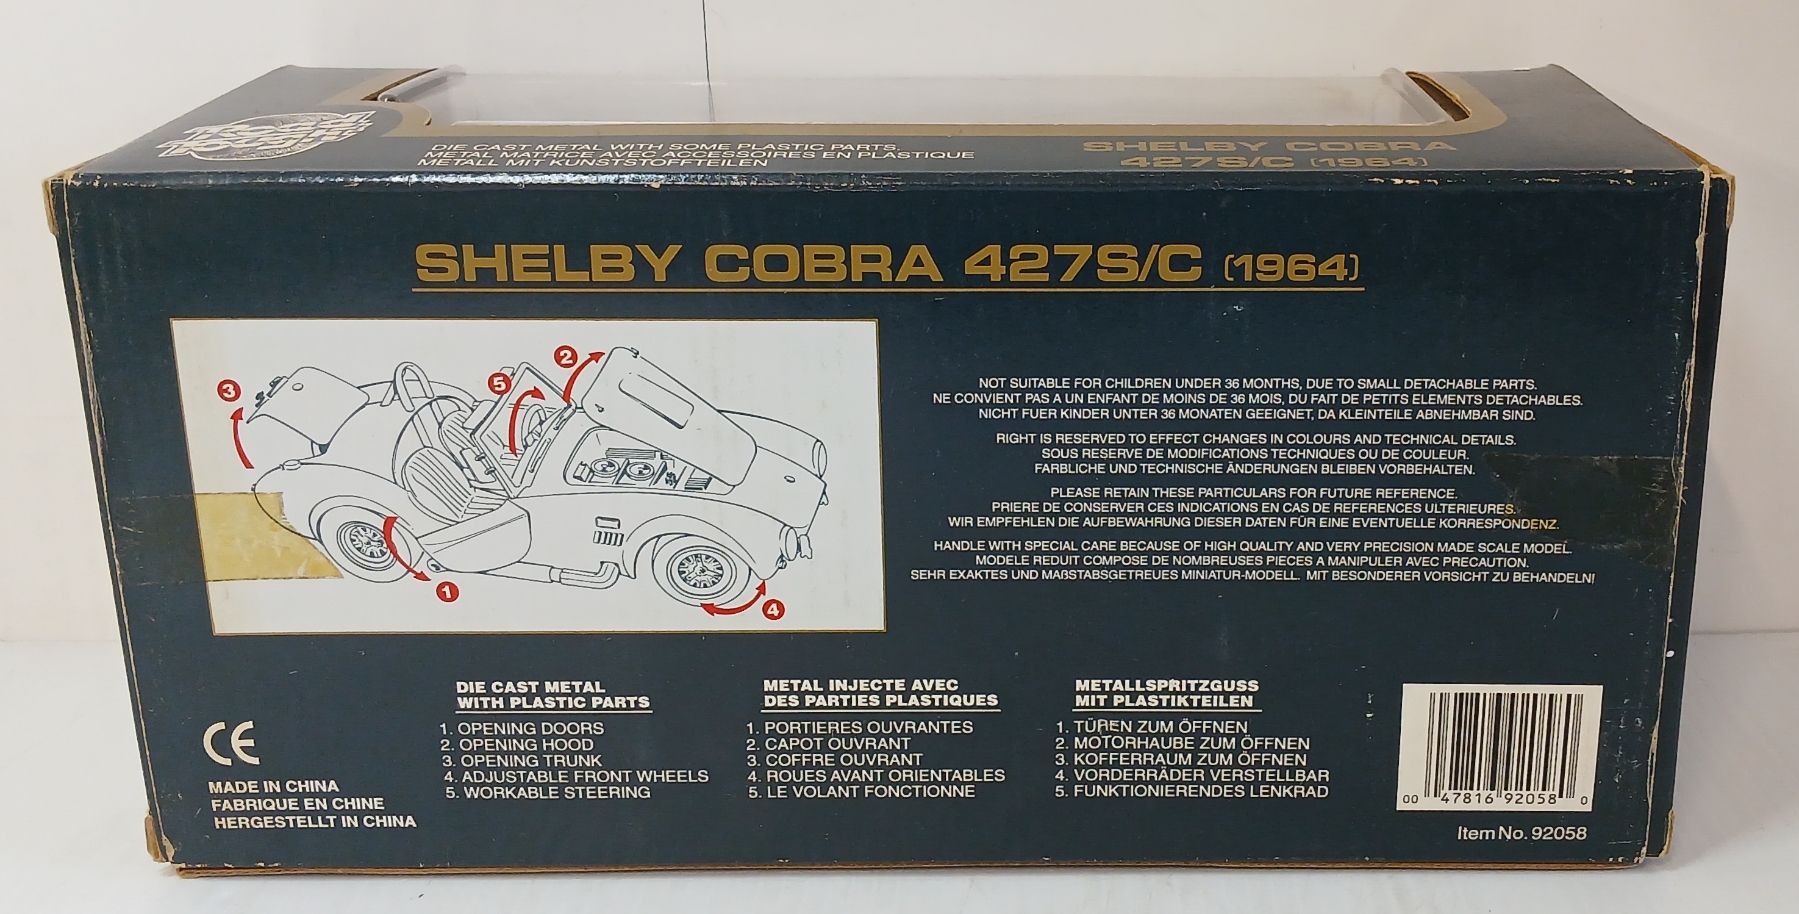 DIE CAST METAL WITH SOME PLASTIC PARTS.
METAL MATRICE AVEC ACCESSOIRES EN PLASTIQUE
METALL MIT KUNSTSTOFFTEILEN
SHELBY COBRA
427S/C (1964)
SHELBY COBRA 427S/C (1964)
3
2
5
1
4
NOT SUITABLE FOR CHILDREN UNDER 36 MONTHS, DUE TO SMALL DETACHABLE PARTS.
NE CONVIENT PAS A UN ENFANT DE MOINS DE 36 MOIS, DU FAIT DE PETITS ELEMENTS DETACHABLES.
NICHT FUER KINDER UNTER 36 MONATEN GEEIGNET, DA KLEINTEILE ABNEHMBAR SIND.
RIGHT IS RESERVED TO EFFECT CHANGES IN COLOURS AND TECHNICAL DETAILS.
SOUS RESERVE DE MODIFICATIONS TECHNIQUES OU DE COULEUR.
FARBLICHE UND TECHNISCHE ÄNDERUNGEN BLEIBEN VORBEHALTEN.
PLEASE RETAIN THESE PARTICULARS FOR FUTURE REFERENCE.
PRIERE DE CONSERVER CES INDICATIONS EN CAS DE REFERENCES ULTERIEURES.
WIR EMPFEHLEN DIE AUFBEWAHRUNG DIESER DATEN FÜR EINE EVENTUELLE KORRESPONDENZ.
HANDLE WITH SPECIAL CARE BECAUSE OF HIGH QUALITY AND VERY PRECISION MADE SCALE MODEL.
MODELE REDUIT COMPOSE DE NOMBREUSES PIECES A MANIPULER AVEC PRECAUTION.
SEHR EXAKTES UND MAßSTABSGETREUES MINIATUR-MODELL. MIT BESONDERER VORSICHT ZU BEHANDELN!
CE
MADE IN CHINA
FABRIQUE EN CHINE
HERGESTELLT IN CHINA
DIE CAST METAL
WITH PLASTIC PARTS
1. OPENING DOORS
2. OPENING HOOD
3. OPENING TRUNK
4. ADJUSTABLE FRONT WHEELS
5. WORKABLE STEERING
METAL INJECTE AVEC
DES PARTIES PLASTIQUES
1. PORTIERES OUVRANTES
2. CAPOT OUVRANT
3. COFFRE OUVRANT
4. ROUES AVANT ORIENTABLES
5. LE VOLANT FONCTIONNE
METALLSPRITZGUSS
MIT PLASTIKTEILEN
1. TÜREN ZUM ÖFFNEN
2. MOTORHAUBE ZUM ÖFFNEN
3. KOFFERRAUM ZUM ÖFFNEN
4. VORDERRÄDER VERSTELLBAR
5. FUNKTIONIERENDES LENKRAD
00 47816 92058 0
Item No. 92058